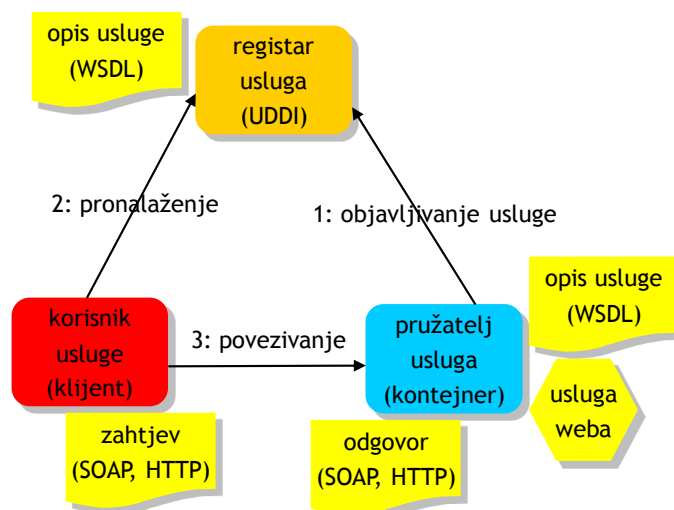 opis usluge
(WSDL)
registar
usluga
(UDDI)
2: pronalaženje
1: objavljivanje usluge
opis usluge
(WSDL)
korisnik
usluge
(klijent)
3: povezivanje
pružatelj
usluga
(kontejner)
usluga
weba
zahtjev
(SOAP, HTTP)
odgovor
(SOAP, HTTP)